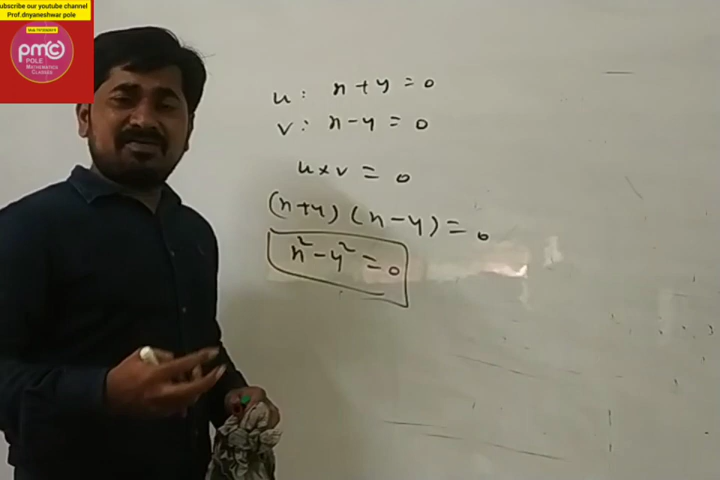 Subscribe our youtube channel
Prof.dnyaneshwar pole
pmc
POLE
MATHEMATICS
CLASSES
u: x+y=0
v: x-y=0
u×v=0
(x+y)(x-y)=0
x²-y²=0